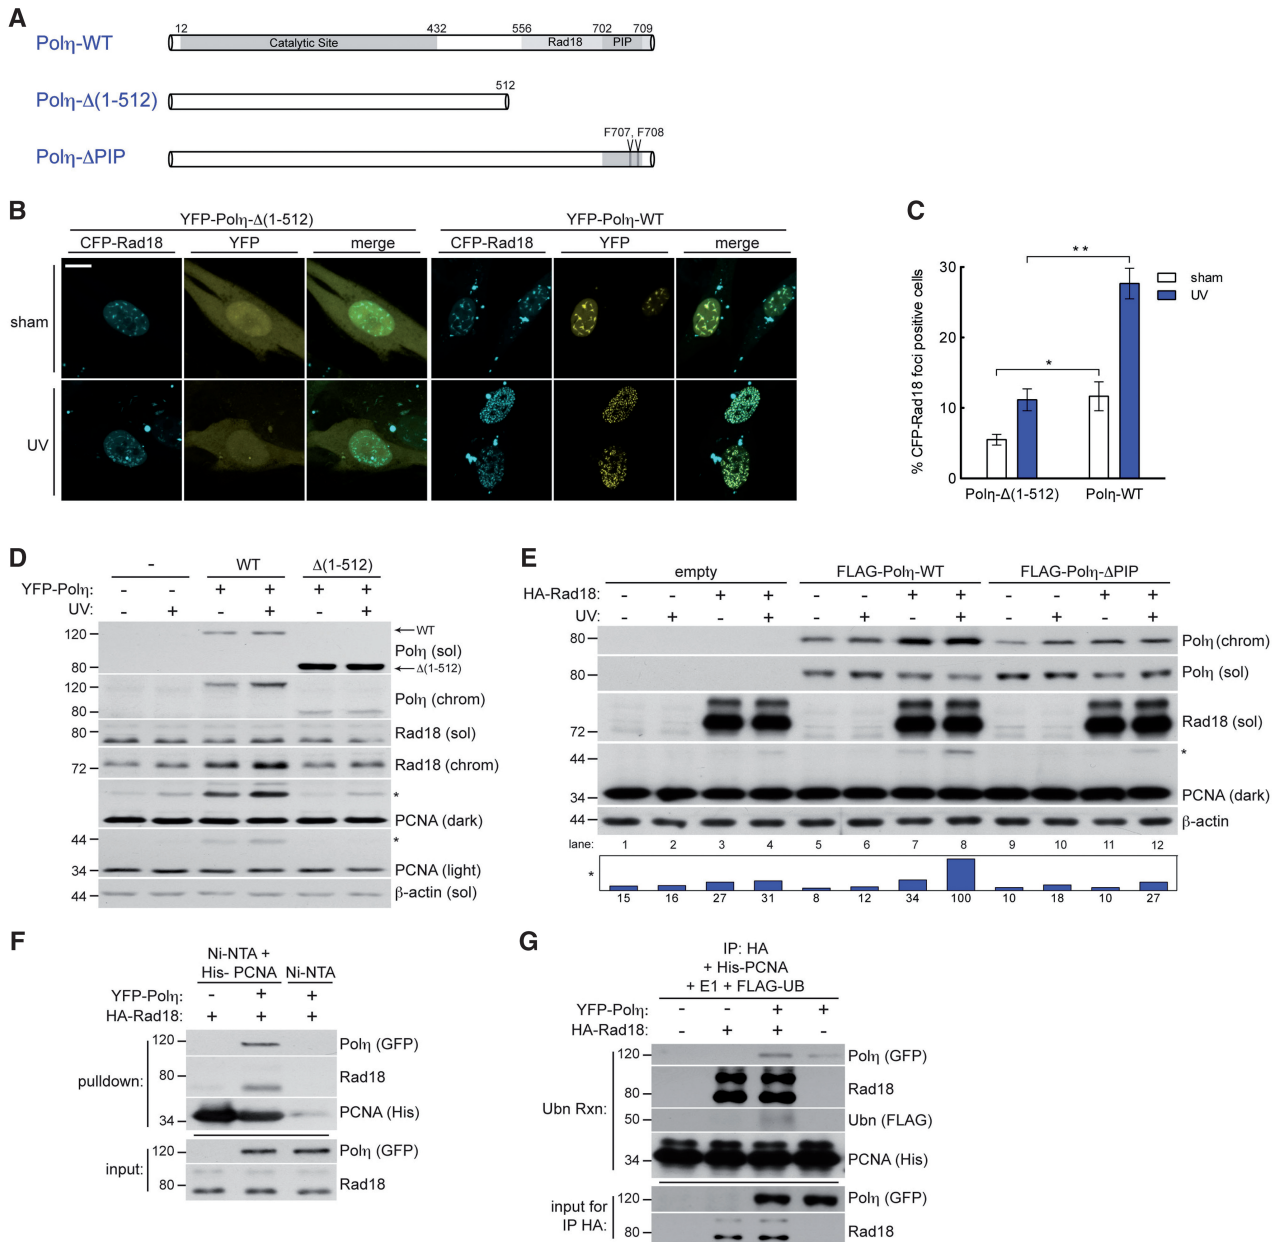 A
12 432 556 702 709
Polη-WT Catalytic Site Rad18 PIP
512
Polη-Δ(1-512)
F707, F708
Polη-ΔPIP
B
YFP-Polη-Δ(1-512) YFP-Polη-WT
CFP-Rad18 YFP merge CFP-Rad18 YFP merge
sham
UV
C
% CFP-Rad18 foci positive cells
30
20
10
0
* *
*
sham
UV
Polη-Δ(1-512) Polη-WT
D
- WT Δ(1-512)
YFP-Polη: - - + + + +
UV: - + - + - +
120 ←WT
Polη (sol)
80 ←Δ(1-512)
120
Polη (chrom)
80
80 Rad18 (sol)
72 Rad18 (chrom)
*
PCNA (dark)
44 *
34 PCNA (light)
44 β-actin (sol)
E
empty FLAG-Polη-WT FLAG-Polη-ΔPIP
HA-Rad18: - - + + - - + + - - + +
UV: - + - + - + - + - + - +
80 Polη (chrom)
80 Polη (sol)
72 Rad18 (sol)
44 *
34 PCNA (dark)
44 β-actin
lane: 1 2 3 4 5 6 7 8 9 10 11 12
*
15 16 27 31 8 12 34 100 10 18 10 27
F
Ni-NTA +
His- PCNA Ni-NTA
YFP-Polη: - + +
HA-Rad18: + + +
pulldown:
120 Polη (GFP)
80 Rad18
34 PCNA (His)
input:
120 Polη (GFP)
80 Rad18
G
IP: HA
+ His-PCNA
+ E1 + FLAG-UB
YFP-Polη: - - + +
HA-Rad18: - + + -
Ubn Rxn:
120 Polη (GFP)
80 Rad18
50 Ubn (FLAG)
34 PCNA (His)
input for
IP HA:
120 Polη (GFP)
80 Rad18